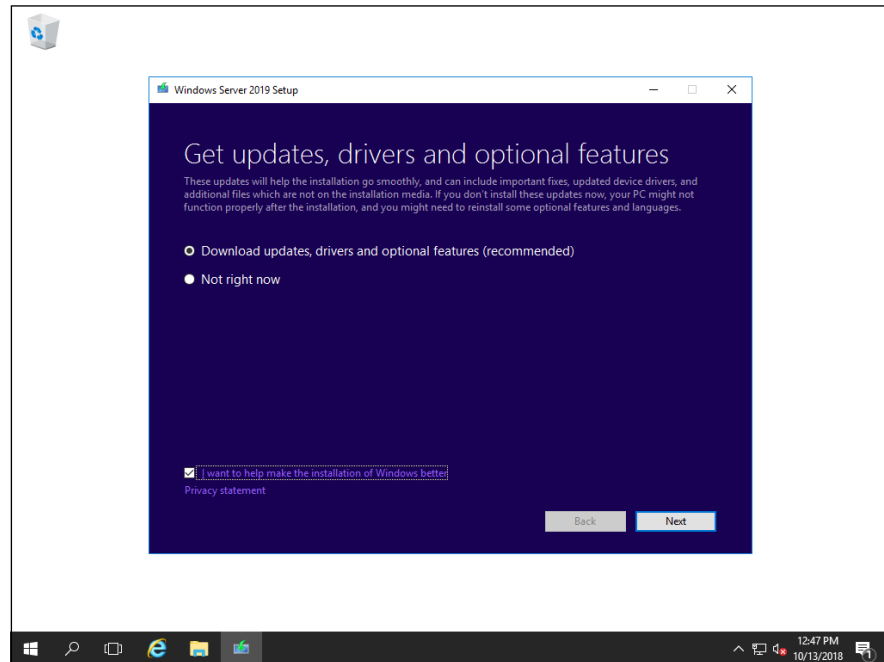 Windows Server 2019 Setup
Get updates, drivers and optional features
These updates will help the installation go smoothly, and can include important fixes, updated device drivers, and
additional files which are not on the installation media. If you don't install these updates now, your PC might not
function properly after the installation, and you might need to reinstall some optional features and languages.
Download updates, drivers and optional features (recommended)
Not right now
I want to help make the installation of Windows better
Privacy statement
Back
Next
12:47 PM
10/13/2018
1